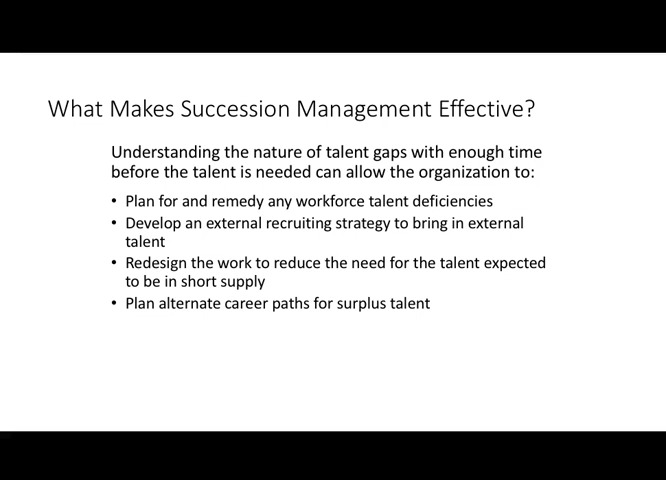 What Makes Succession Management Effective?
Understanding the nature of talent gaps with enough time
before the talent is needed can allow the organization to:
• Plan for and remedy any workforce talent deficiencies
• Develop an external recruiting strategy to bring in external
talent
• Redesign the work to reduce the need for the talent expected
to be in short supply
• Plan alternate career paths for surplus talent